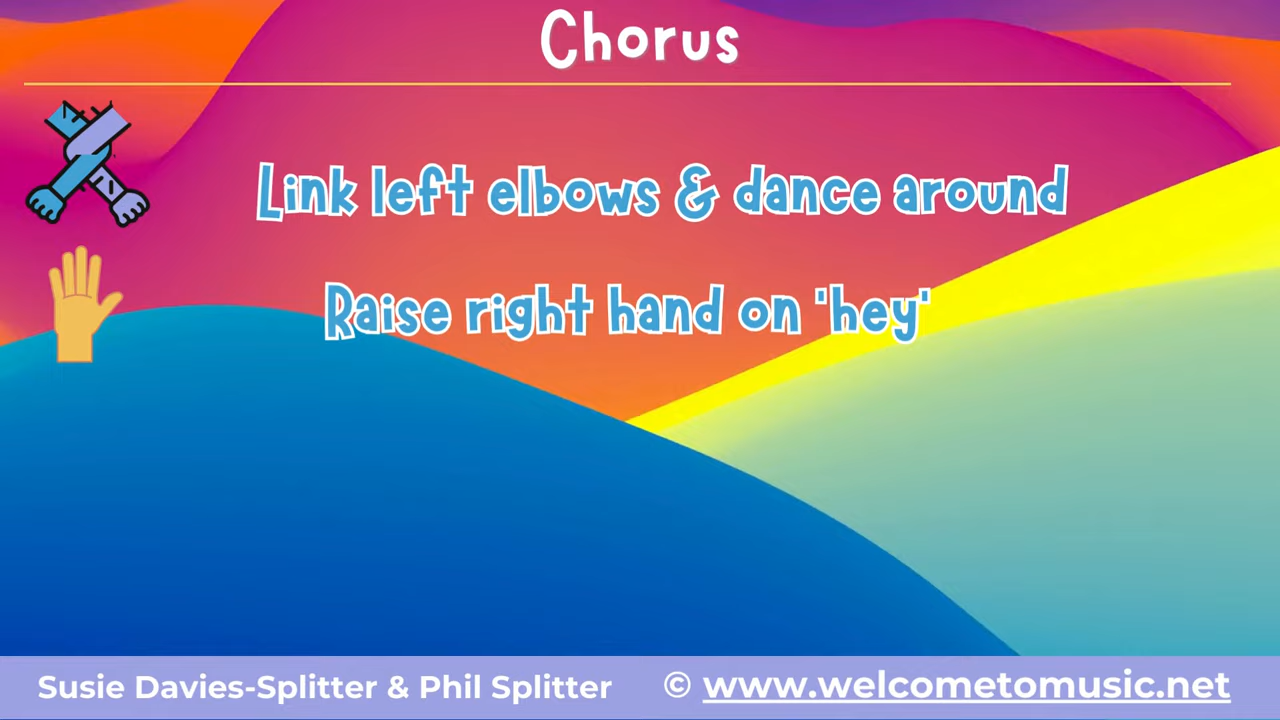 Chorus
Link left elbows & dance around
Raise right hand on 'hey'
Susie Davies-Splitter & Phil Splitter © www.welcometomusic.net